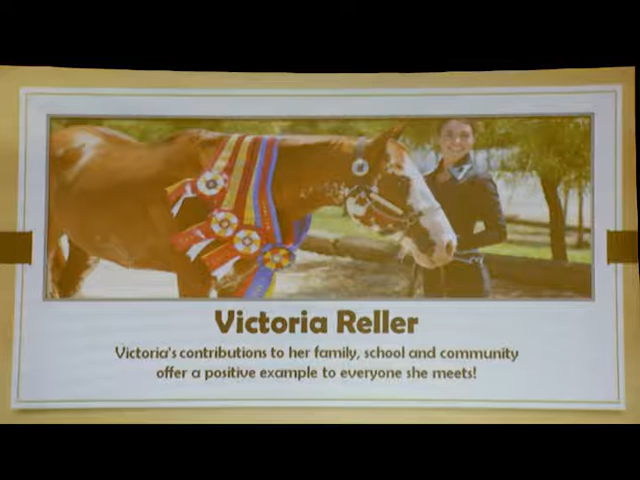 Victoria Reller
Victoria's contributions to her family, school and community
offer a positive example to everyone she meets!